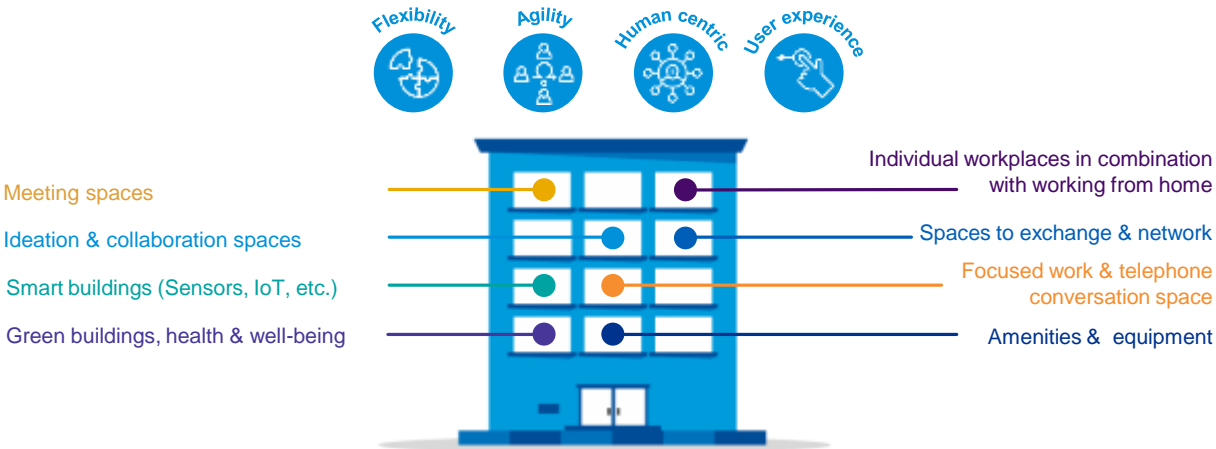 Flexibility
Agility
Human centric
User experience
Meeting spaces
Ideation & collaboration spaces
Smart buildings (Sensors, IoT, etc.)
Green buildings, health & well-being
Individual workplaces in combination
with working from home
Spaces to exchange & network
Focused work & telephone
conversation space
Amenities & equipment